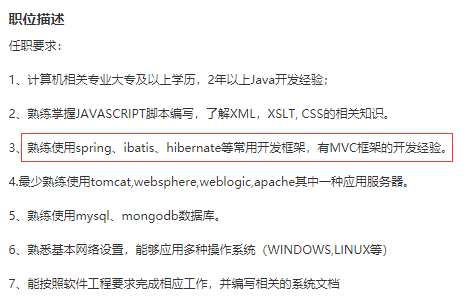 职位描述
任职要求：
1、计算机相关专业大专及以上学历，2年以上Java开发经验；
2、熟练掌握JAVASCRIPT脚本编写，了解XML，XSLT, CSS的相关知识。
3、熟练使用spring、ibatis、hibernate等常用开发框架，有MVC框架的开发经验。
4.最少熟练使用tomcat,websphere,weblogic,apache其中一种应用服务器。
5、熟练使用mysql、mongodb数据库。
6、熟悉基本网络设置，能够应用多种操作系统（WINDOWS,LINUX等）
7、能按照软件工程要求完成相应工作，并编写相关的系统文档